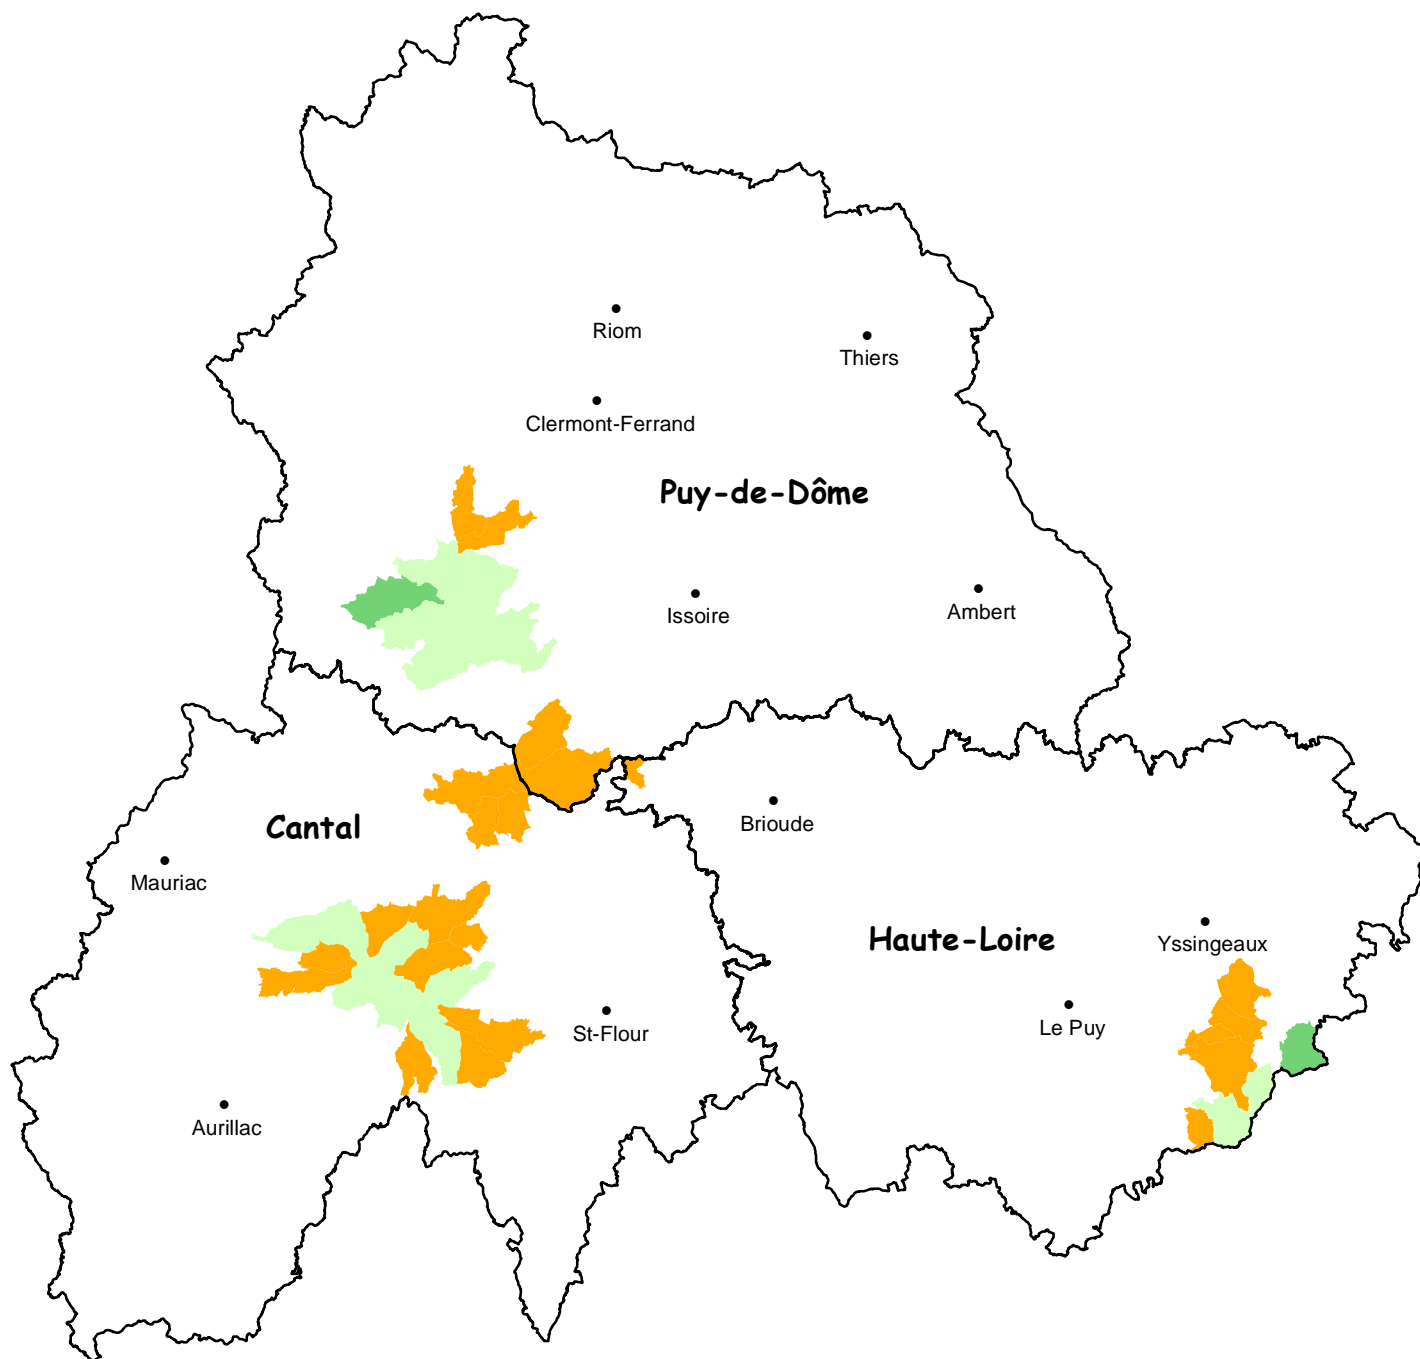 Riom
Thiers
Clermont-Ferrand
Puy-de-Dôme
Issoire
Ambert
Cantal
Brioude
Mauriac
Haute-Loire
Yssingeaux
St-Flour
Le Puy
Aurillac